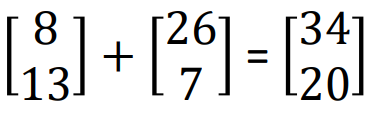 [8 13] + [26 7] = [34 20]